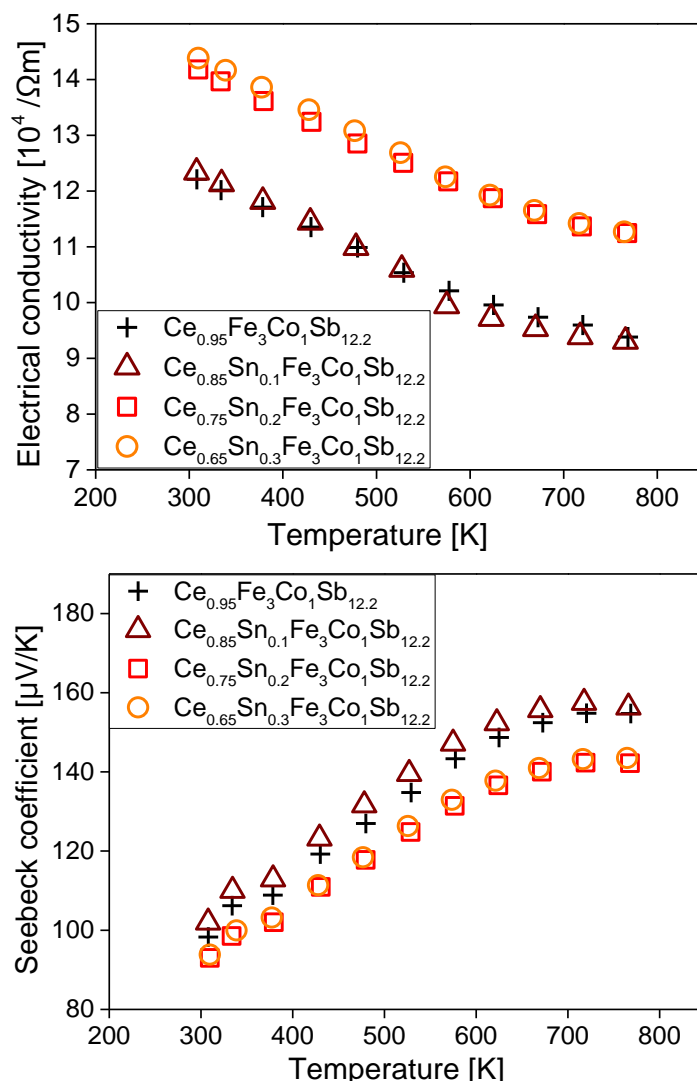 15
14
13
12
11
10
9
8
7
Electrical conductivity [10⁴ /Ωm]
Ce₀.₉₅Fe₃Co₁Sb₁₂.₂
Ce₀.₈₅Sn₀.₁Fe₃Co₁Sb₁₂.₂
Ce₀.₇₅Sn₀.₂Fe₃Co₁Sb₁₂.₂
Ce₀.₆₅Sn₀.₃Fe₃Co₁Sb₁₂.₂
200 300 400 500 600 700 800
Temperature [K]
180
160
140
120
100
80
Seebeck coefficient [µV/K]
Ce₀.₉₅Fe₃Co₁Sb₁₂.₂
Ce₀.₈₅Sn₀.₁Fe₃Co₁Sb₁₂.₂
Ce₀.₇₅Sn₀.₂Fe₃Co₁Sb₁₂.₂
Ce₀.₆₅Sn₀.₃Fe₃Co₁Sb₁₂.₂
200 300 400 500 600 700 800
Temperature [K]